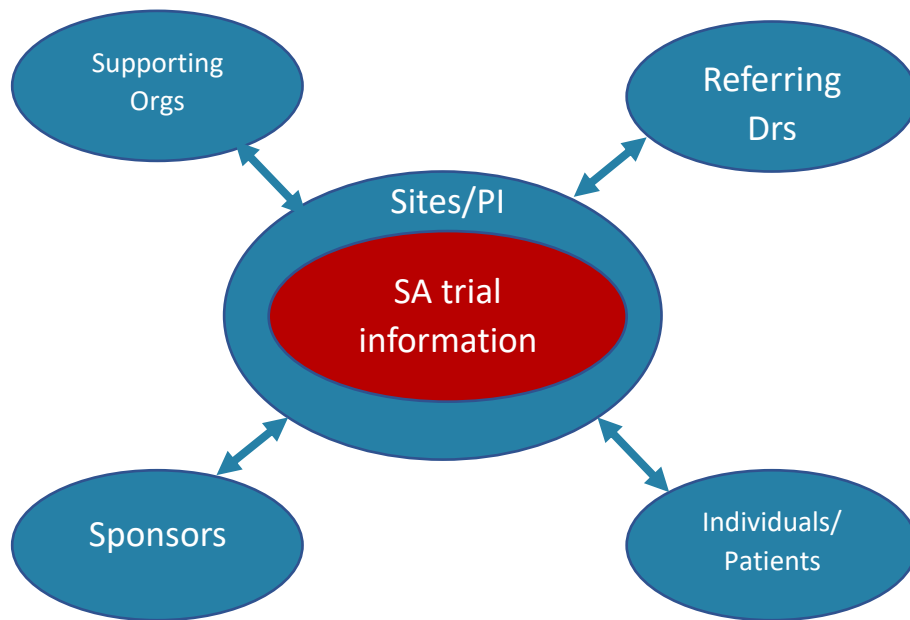 Supporting
Orgs
Referring
Drs
Sites/PI
SA trial
information
Sponsors
Individuals/
Patients